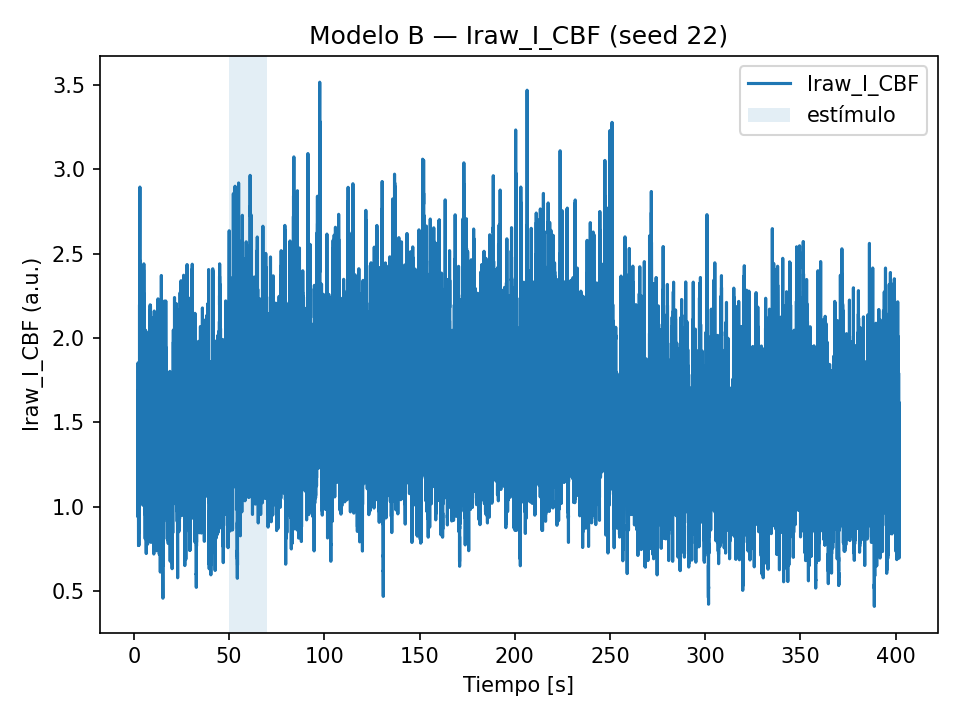 Modelo B — Iraw_I_CBF (seed 22)
Iraw_I_CBF
estímulo
Iraw_I_CBF (a.u.)
3.5
3.0
2.5
2.0
1.5
1.0
0.5
0 50 100 150 200 250 300 350 400
Tiempo [s]